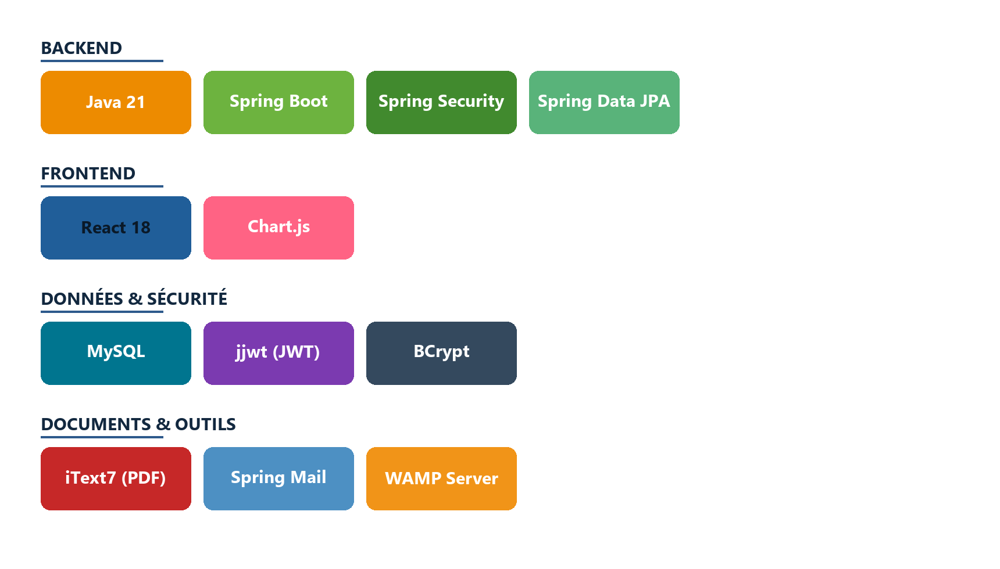 BACKEND
Java 21
Spring Boot
Spring Security
Spring Data JPA
FRONTEND
React 18
Chart.js
DONNÉES & SÉCURITÉ
MySQL
jjwt (JWT)
BCrypt
DOCUMENTS & OUTILS
iText7 (PDF)
Spring Mail
WAMP Server